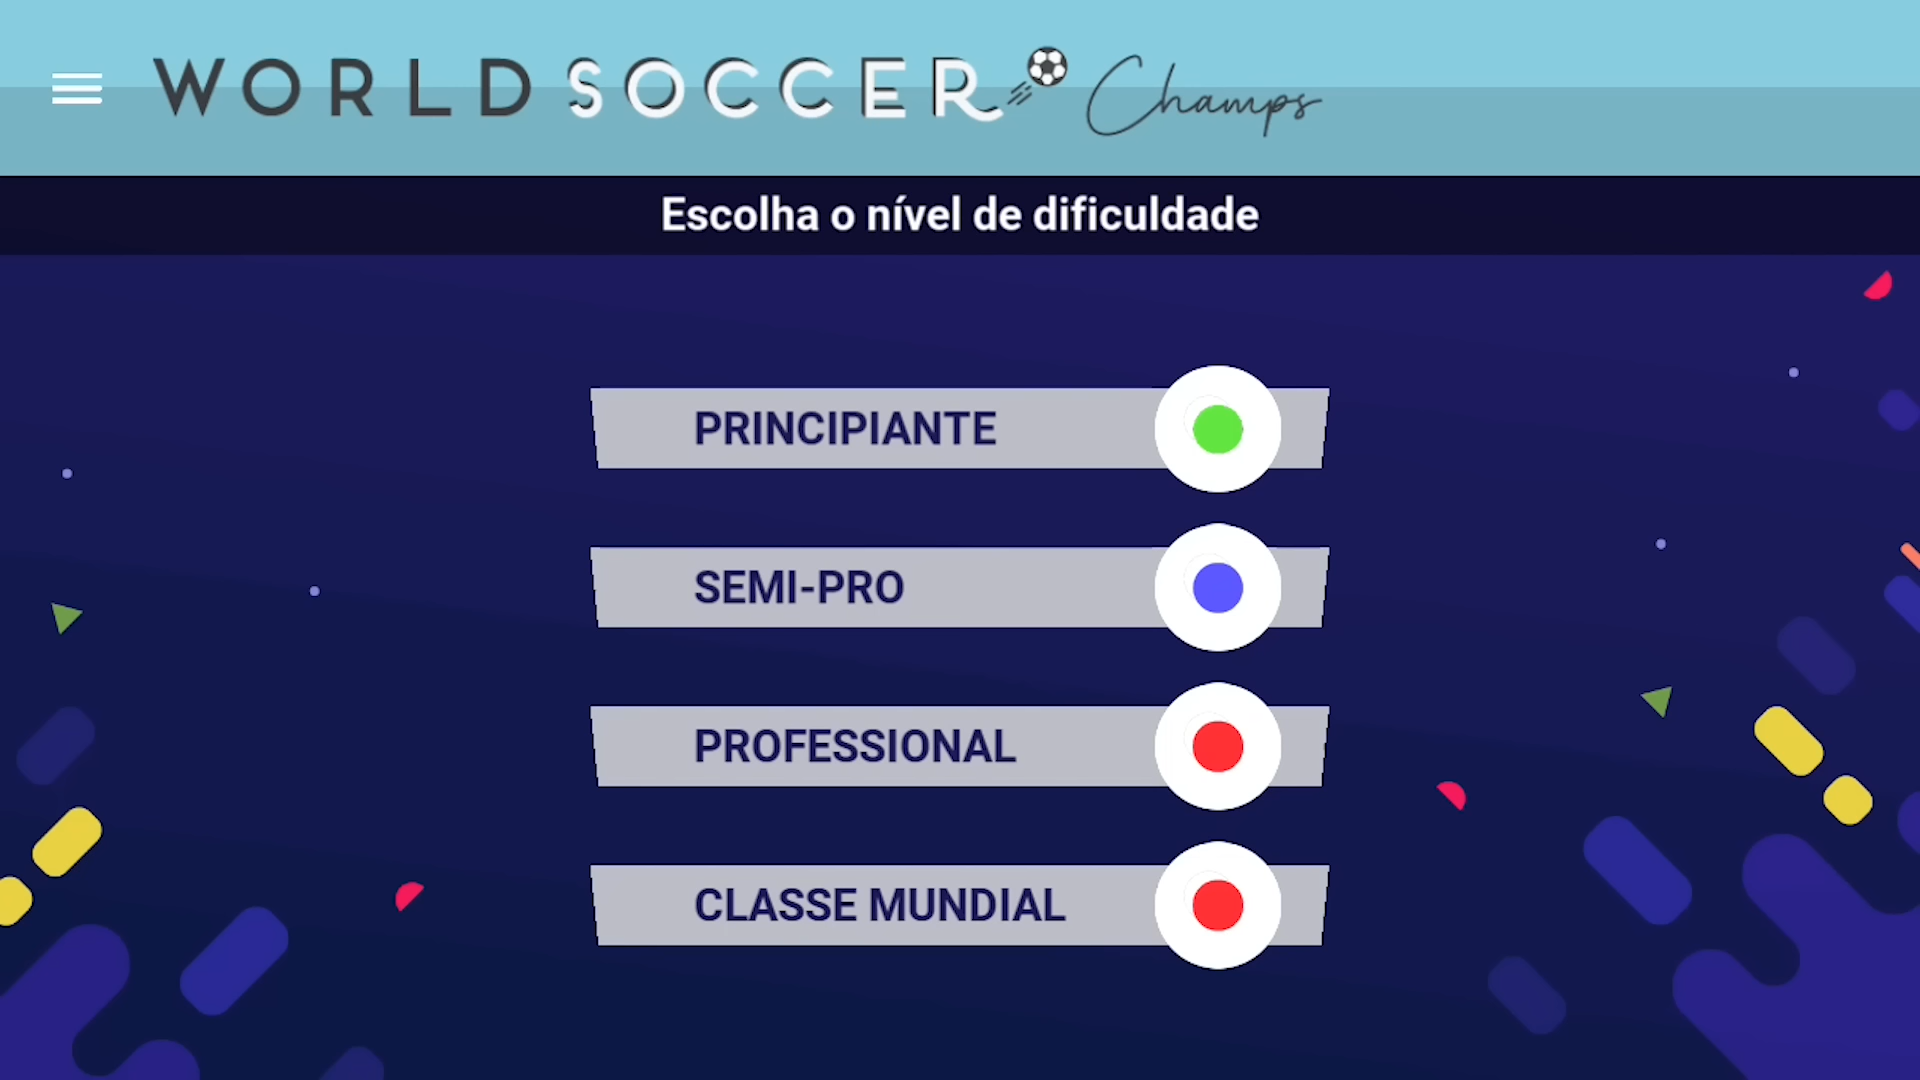 WORLD SOCCER Champs
Escolha o nível de dificuldade
PRINCIPIANTE
SEMI-PRO
PROFESSIONAL
CLASSE MUNDIAL